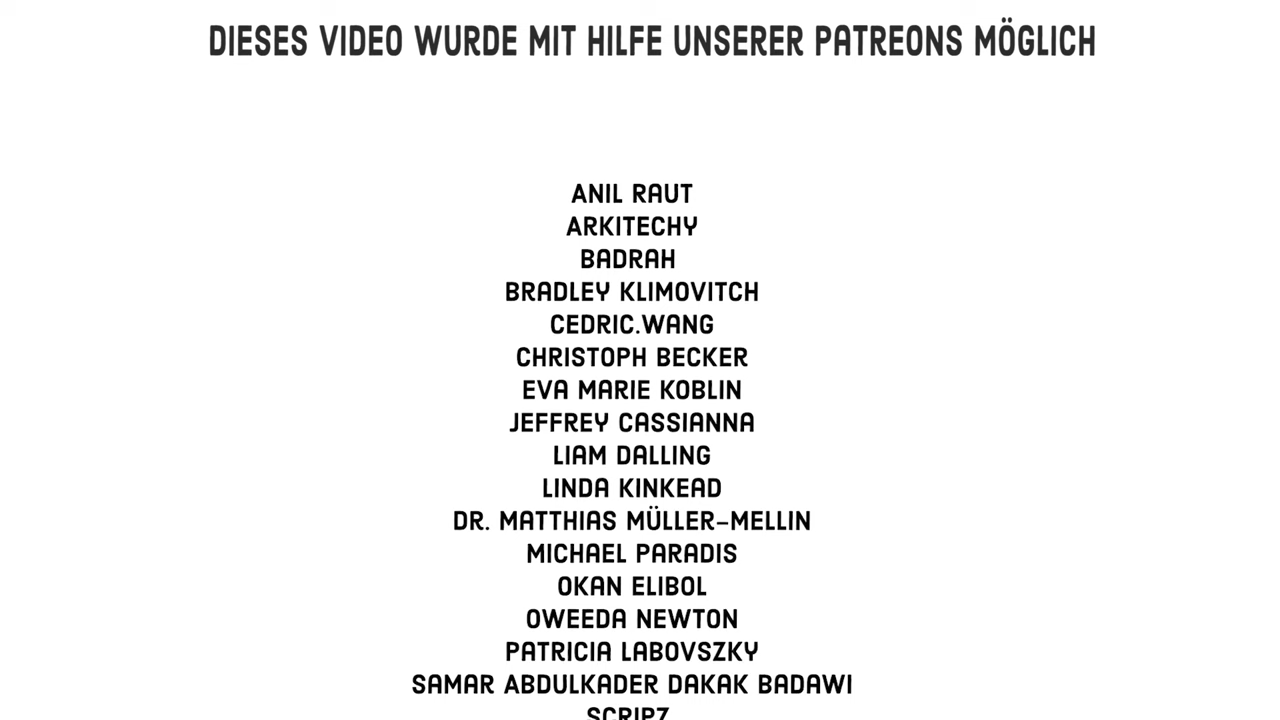 DIESES VIDEO WURDE MIT HILFE UNSERER PATREONS MÖGLICH
ANIL RAUT
ARKITECHY
BADRAH
BRADLEY KLIMOVITCH
CEDRIC.WANG
CHRISTOPH BECKER
EVA MARIE KOBLIN
JEFFREY CASSIANNA
LIAM DALLING
LINDA KINKEAD
DR. MATTHIAS MÜLLER-MELLIN
MICHAEL PARADIS
OKAN ELIBOL
OWEEDA NEWTON
PATRICIA LABOVSZKY
SAMAR ABDULKADER DAKAK BADAWI
SCRIPZ